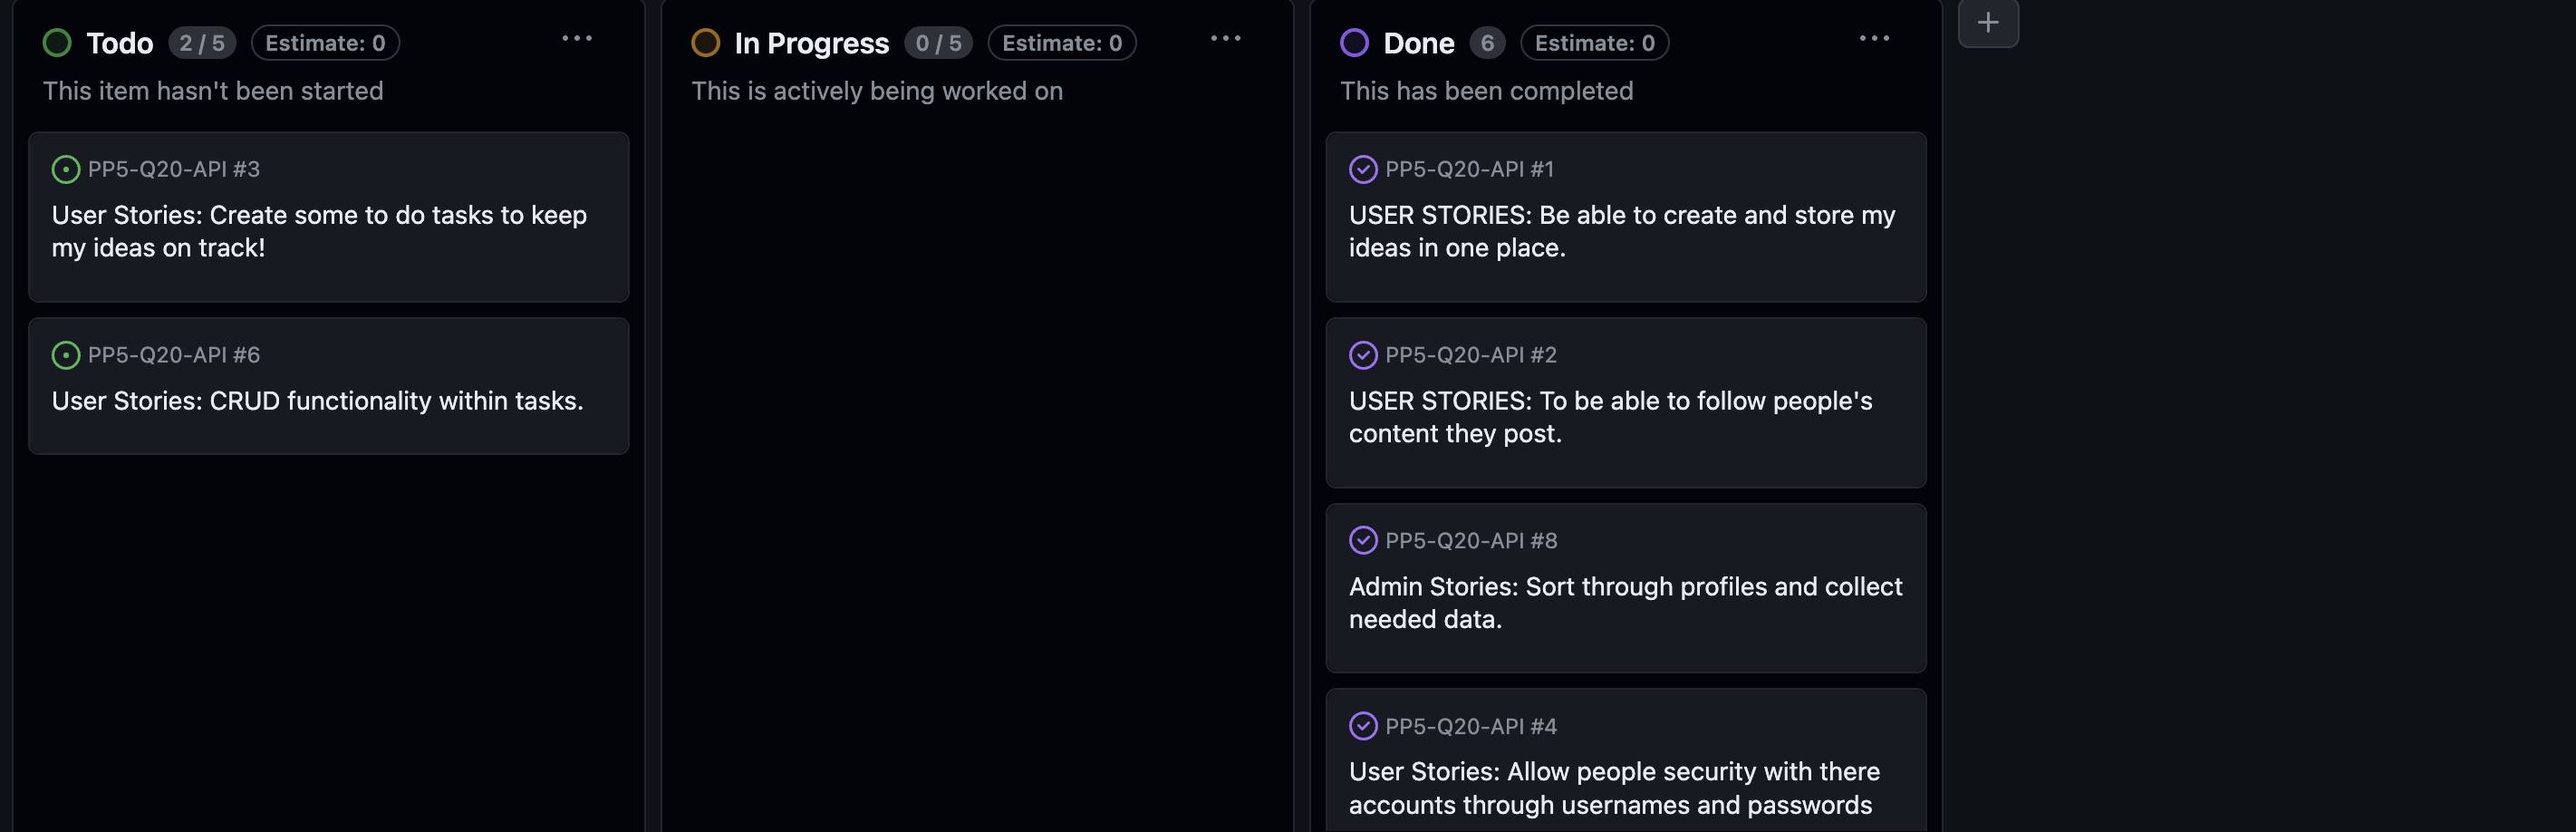 Todo 2 / 5 Estimate: 0
This item hasn't been started
PP5-Q20-API #3
User Stories: Create some to do tasks to keep
my ideas on track!
PP5-Q20-API #6
User Stories: CRUD functionality within tasks.
In Progress 0 / 5 Estimate: 0
This is actively being worked on
Done 6 Estimate: 0
This has been completed
PP5-Q20-API #1
USER STORIES: Be able to create and store my
ideas in one place.
PP5-Q20-API #2
USER STORIES: To be able to follow people's
content they post.
PP5-Q20-API #8
Admin Stories: Sort through profiles and collect
needed data.
PP5-Q20-API #4
User Stories: Allow people security with there
accounts through usernames and passwords